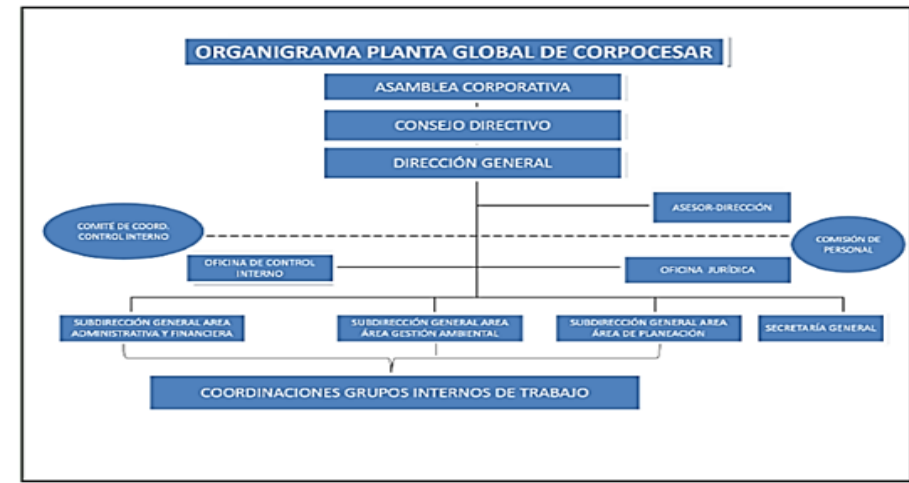 ORGANIGRAMA PLANTA GLOBAL DE CORPOCESAR
ASAMBLEA CORPORATIVA
CONSEJO DIRECTIVO
DIRECCIÓN GENERAL
ASESOR-DIRECCIÓN
COMITÉ DE COORD.
CONTROL INTERNO
COMISIÓN DE
PERSONAL
OFICINA DE CONTROL
INTERNO
OFICINA JURÍDICA
SUBDIRECCIÓN GENERAL AREA
ADMINISTRATIVA Y FINANCIERA
SUBDIRECCIÓN GENERAL AREA
ÁREA GESTIÓN AMBIENTAL
SUBDIRECCIÓN GENERAL AREA
ÁREA DE PLANEACIÓN
SECRETARÍA GENERAL
COORDINACIONES GRUPOS INTERNOS DE TRABAJO